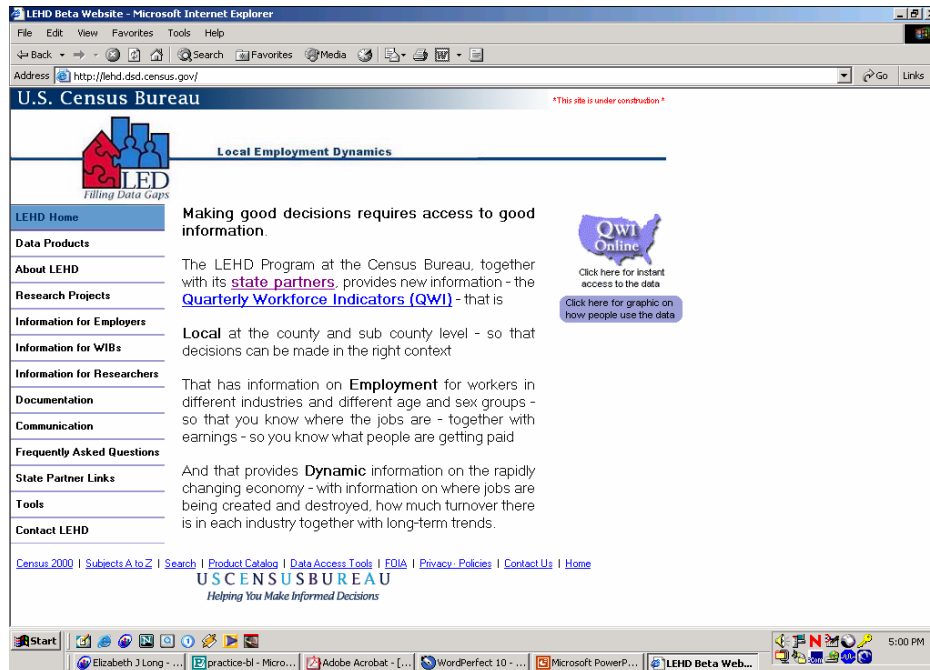 LEHD Beta Website - Microsoft Internet Explorer
File Edit View Favorites Tools Help
Back Search Favorites Media
Address http://lehd.dsd.census.gov/ Go Links
U.S. Census Bureau
*This site is under construction *
Local Employment Dynamics
LED
Filling Data Gaps
LEHD Home
Data Products
About LEHD
Research Projects
Information for Employers
Information for WIBs
Information for Researchers
Documentation
Communication
Frequently Asked Questions
State Partner Links
Tools
Contact LEHD
Making good decisions requires access to good
information.
The LEHD Program at the Census Bureau, together
with its state partners, provides new information - the
Quarterly Workforce Indicators (QWI) - that is
Local at the county and sub county level - so that
decisions can be made in the right context
That has information on Employment for workers in
different industries and different age and sex groups -
so that you know where the jobs are - together with
earnings - so you know what people are getting paid
And that provides Dynamic information on the rapidly
changing economy - with information on where jobs are
being created and destroyed, how much turnover there
is in each industry together with long-term trends.
QWI
Online
Click here for instant
access to the data
Click here for graphic on
how people use the data
Census 2000 | Subjects A to Z | Search | Product Catalog | Data Access Tools | FOIA | Privacy · Policies | Contact Us | Home
USCENSUSBUREAU
Helping You Make Informed Decisions
Start 5:00 PM
Elizabeth J Long - ... practice-bl - Micro... Adobe Acrobat - [... WordPerfect 10 - ... Microsoft PowerP... LEHD Beta Web...